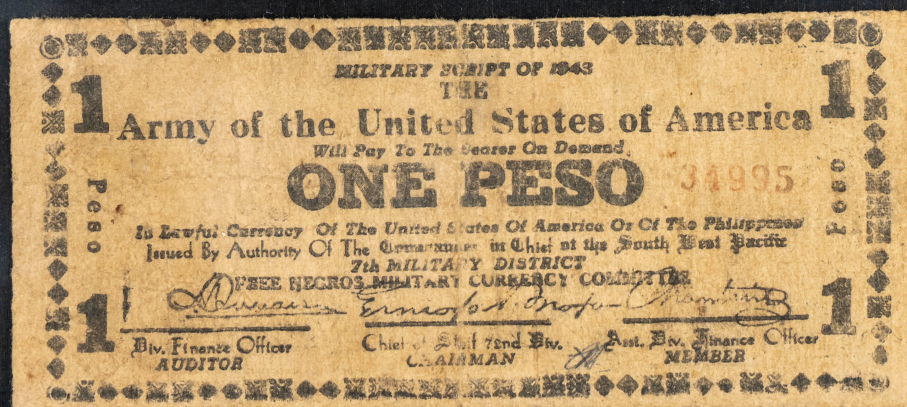 MILITARY SCRIPT OF 1943
THE
1 1
Army of the United States of America
Will Pay To The Bearer On Demand
ONE PESO
34995
Peso Peso
In Lawful Currency Of The United States Of America Or Of The Philippines
Issued By Authority Of The Commander in Chief of the South West Pacific
7th MILITARY DISTRICT
FREE NEGROS MILITARY CURRENCY COMMITTEE
1 1
Div. Finance Officer Chief of Staff 72nd Div. Asst. Div. Finance Officer
AUDITOR CHAIRMAN MEMBER